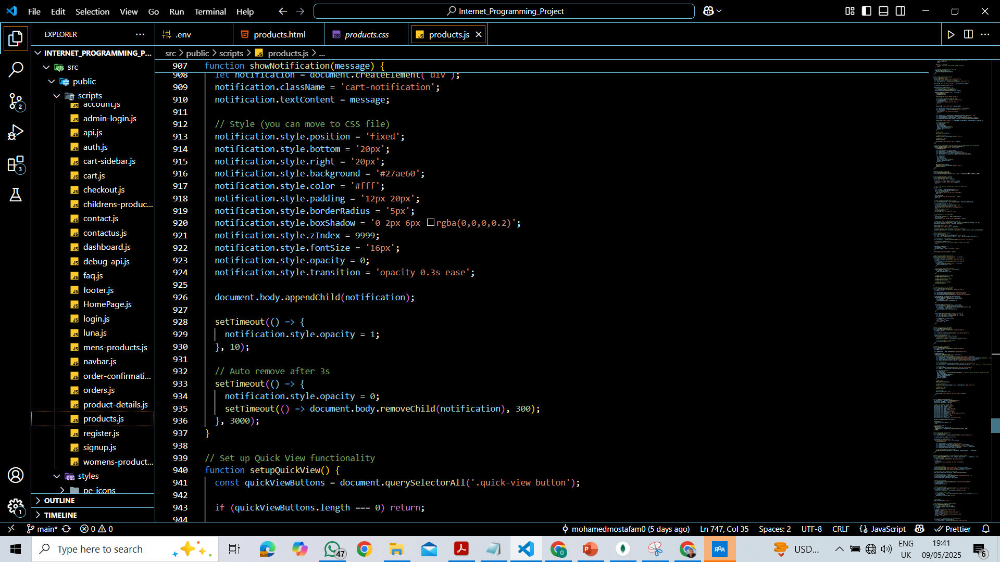 File Edit Selection View Go Run Terminal Help
Internet_Programming_Project
EXPLORER
.env
products.html
products.css
products.js
INTERNET_PROGRAMMING_P...
src > public > scripts > products.js > ...
src
public
scripts
account.js
admin-login.js
api.js
auth.js
cart-sidebar.js
cart.js
checkout.js
childrens-produc...
contact.js
contactus.js
dashboard.js
debug-api.js
faq.js
footer.js
HomePage.js
login.js
luna.js
mens-products.js
navbar.js
order-confirmati...
orders.js
product-details.js
products.js
register.js
signup.js
womens-product...
styles
pe-icons
OUTLINE
TIMELINE
2
3
1
907 function showNotification(message) {
908 let notification = document.createElement('div');
909 notification.className = 'cart-notification';
910 notification.textContent = message;
911
912 // Style (you can move to CSS file)
913 notification.style.position = 'fixed';
914 notification.style.bottom = '20px';
915 notification.style.right = '20px';
916 notification.style.background = '#27ae60';
917 notification.style.color = '#fff';
918 notification.style.padding = '12px 20px';
919 notification.style.borderRadius = '5px';
920 notification.style.boxShadow = '0 2px 6px rgba(0,0,0,0.2)';
921 notification.style.zIndex = 9999;
922 notification.style.fontSize = '16px';
923 notification.style.opacity = 0;
924 notification.style.transition = 'opacity 0.3s ease';
925
926 document.body.appendChild(notification);
927
928 setTimeout(() => {
929 notification.style.opacity = 1;
930 }, 10);
931
932 // Auto remove after 3s
933 setTimeout(() => {
934 notification.style.opacity = 0;
935 setTimeout(() => document.body.removeChild(notification), 300);
936 }, 3000);
937 }
938
939 // Set up Quick View functionality
940 function setupQuickView() {
941 const quickViewButtons = document.querySelectorAll('.quick-view button');
942
943 if (quickViewButtons.length === 0) return;
944
main* 0 0 mohamedmostafam0 (5 days ago) Ln 747, Col 35 Spaces: 2 UTF-8 CRLF {} JavaScript Prettier
Type here to search 47 USD... ENG 19:41
UK 09/05/2025 6